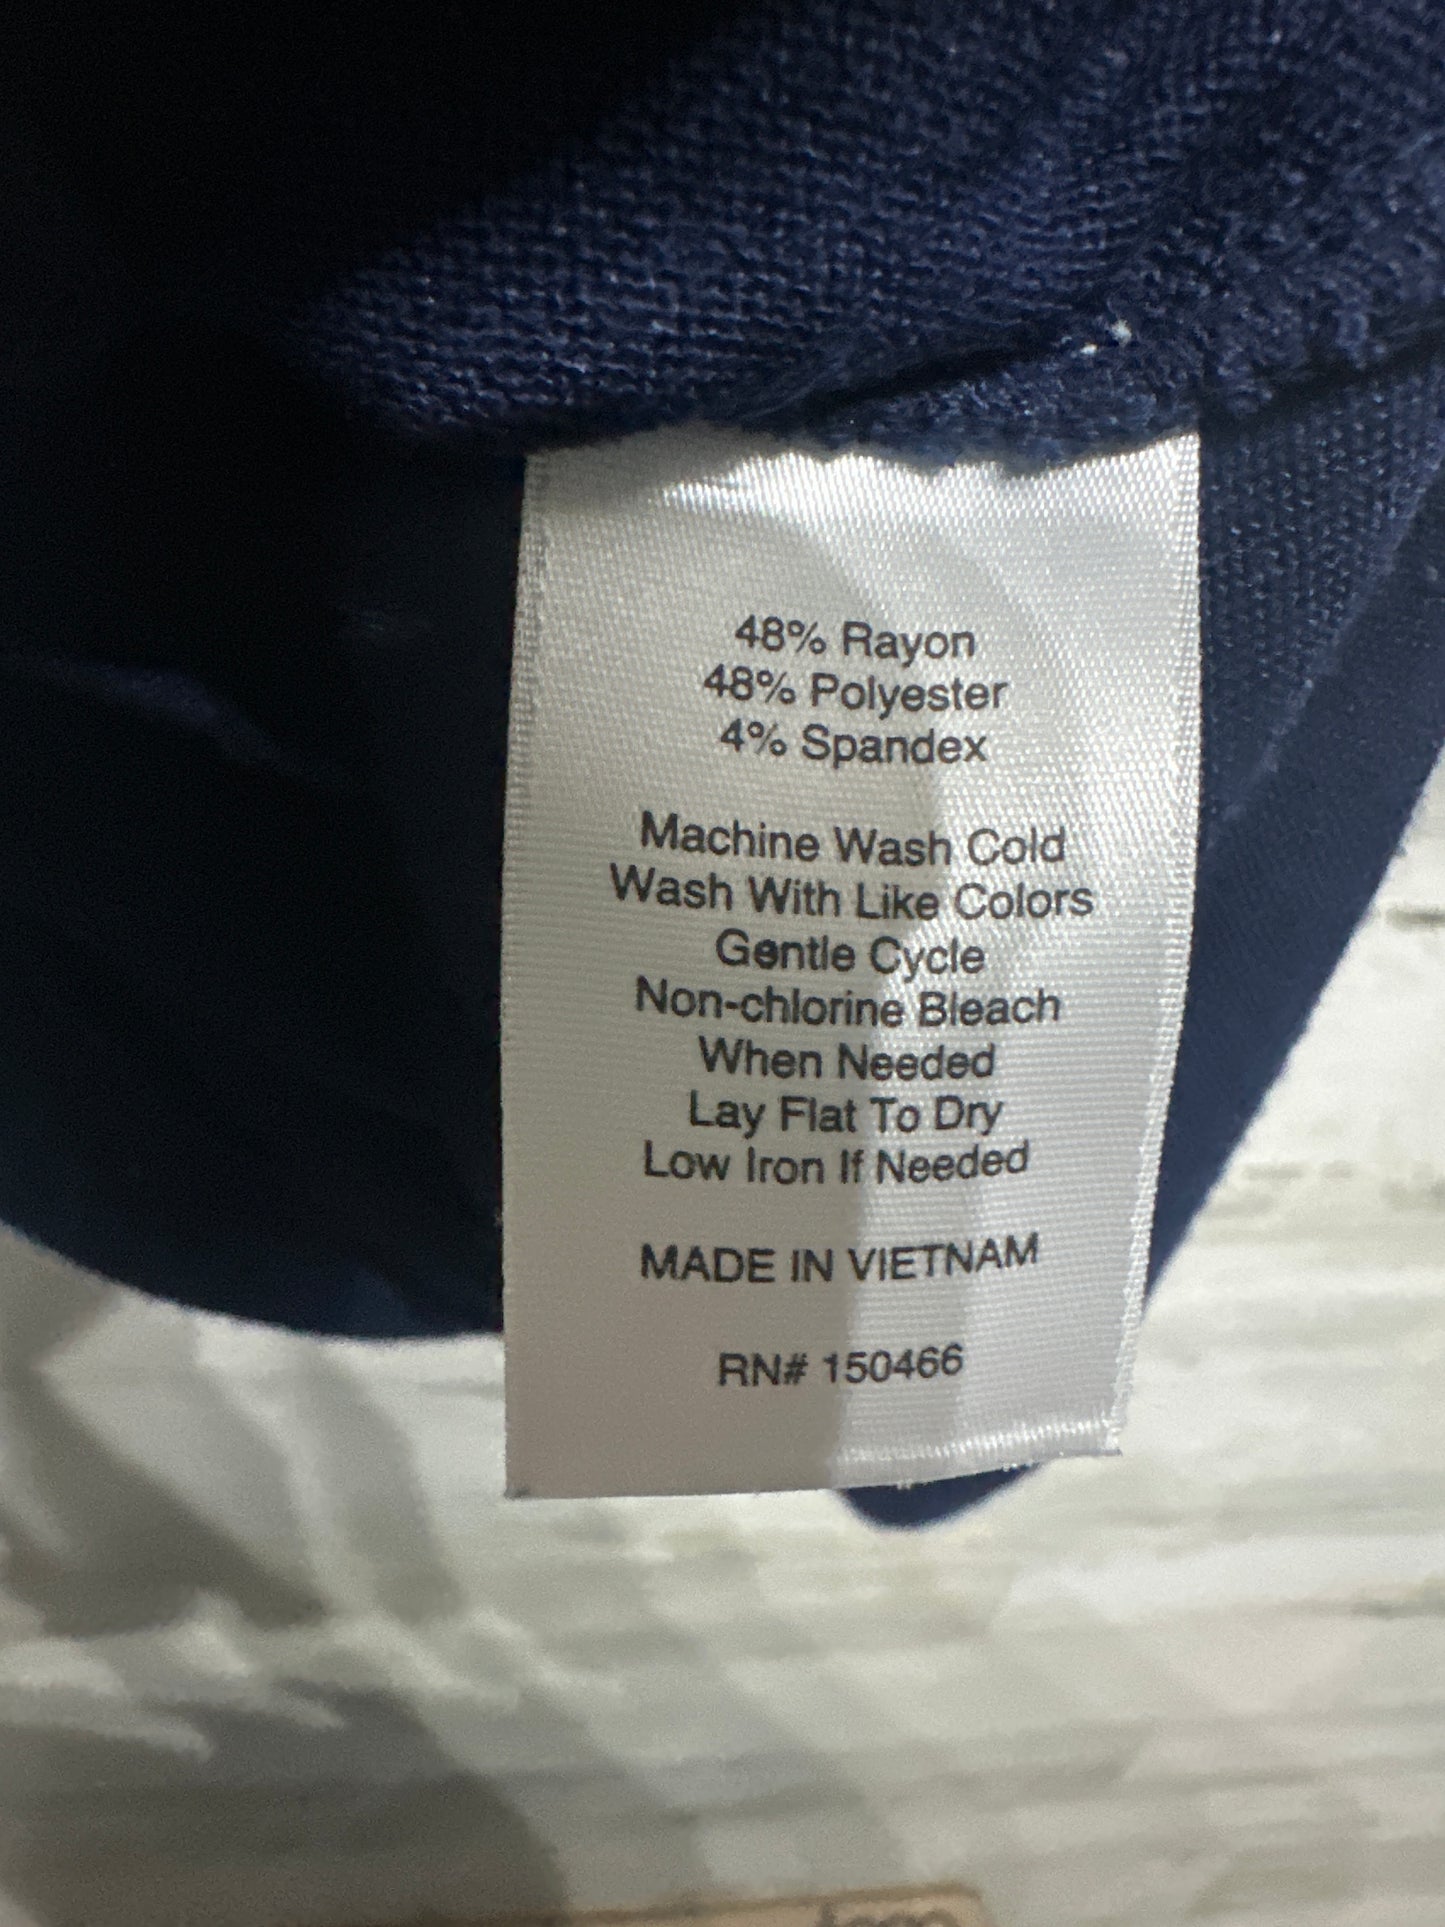 48% Rayon
48% Polyester
4% Spandex
Machine Wash Cold
Wash With Like Colors
Gentle Cycle
Non-chlorine Bleach
When Needed
Lay Flat To Dry
Low Iron If Needed
MADE IN VIETNAM
RN# 150466